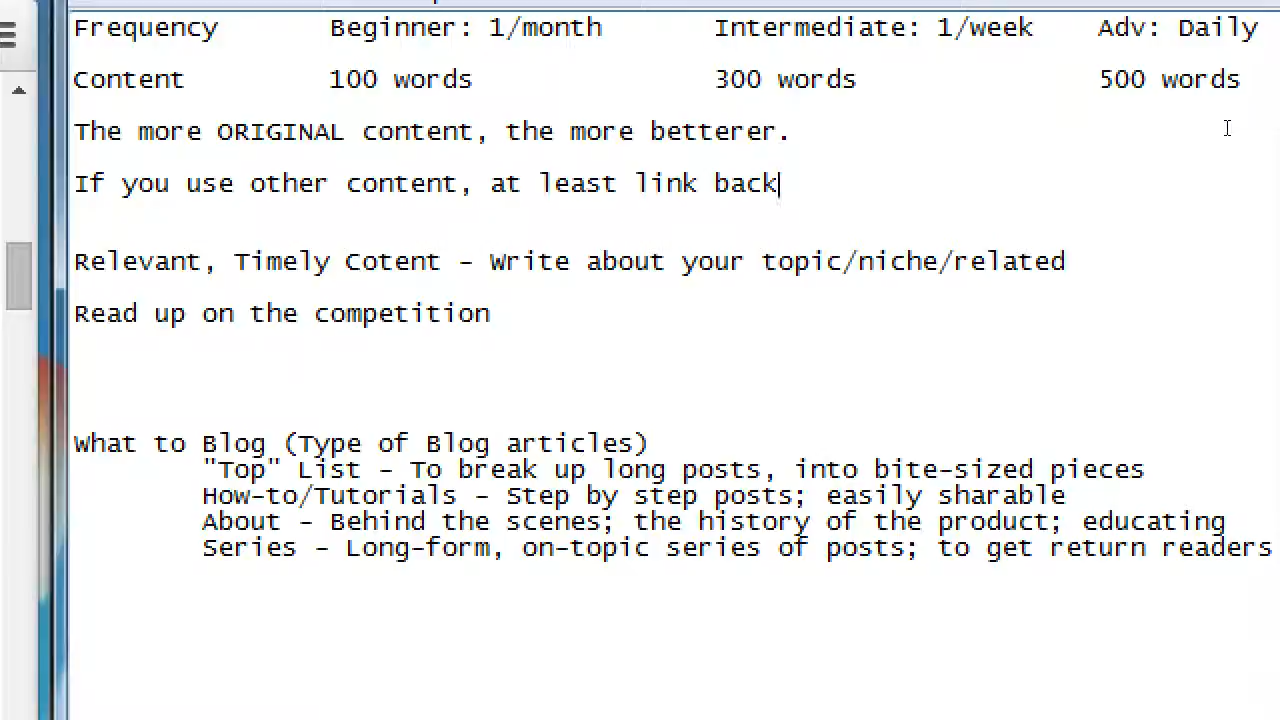 Frequency Beginner: 1/month Intermediate: 1/week Adv: Daily
Content 100 words 300 words 500 words
The more ORIGINAL content, the more betterer.
If you use other content, at least link back
Relevant, Timely Cotent - Write about your topic/niche/related
Read up on the competition
What to Blog (Type of Blog articles)
"Top" List - To break up long posts, into bite-sized pieces
How-to/Tutorials - Step by step posts; easily sharable
About - Behind the scenes; the history of the product; educating
Series - Long-form, on-topic series of posts; to get return readers